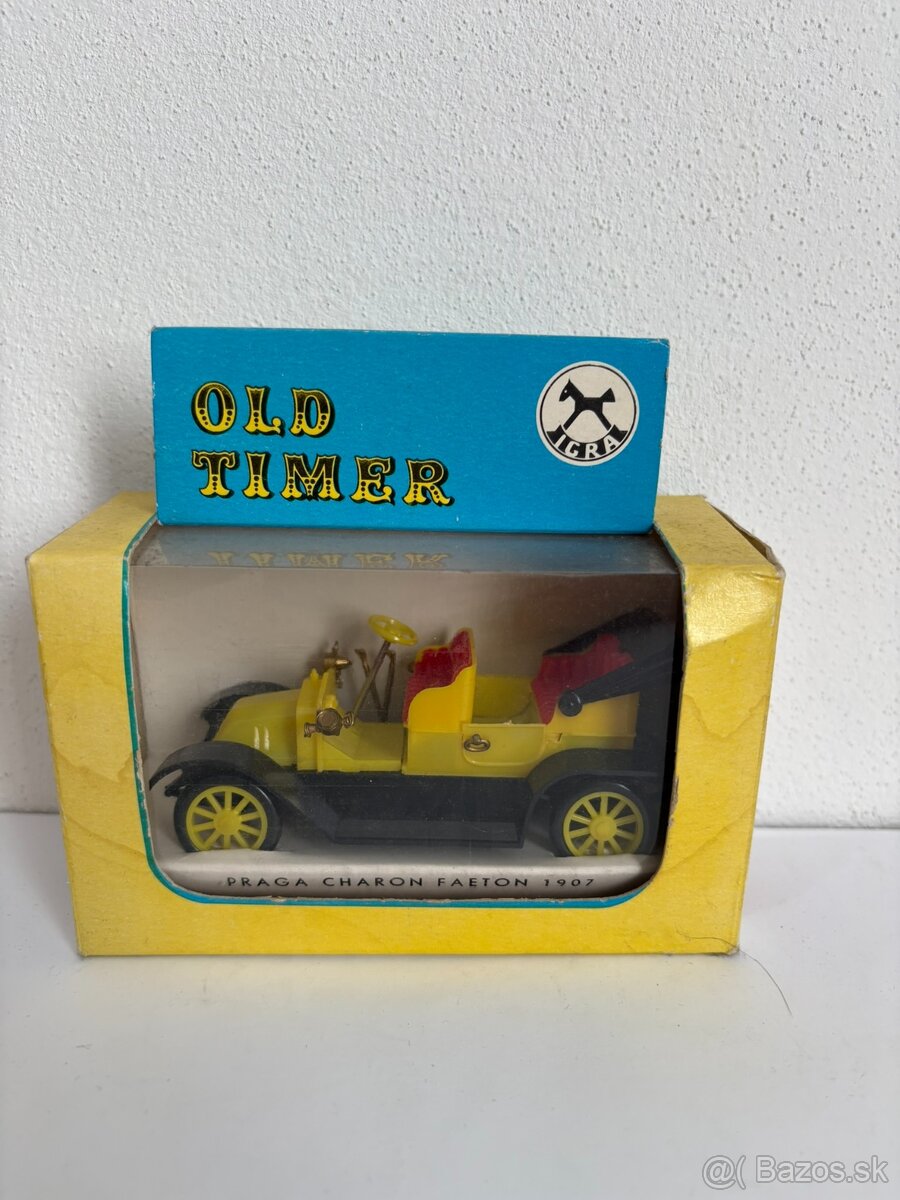 OLD
TIMER
IGRA
PRAGA CHARON FAETON 1907
@( Bazos.sk